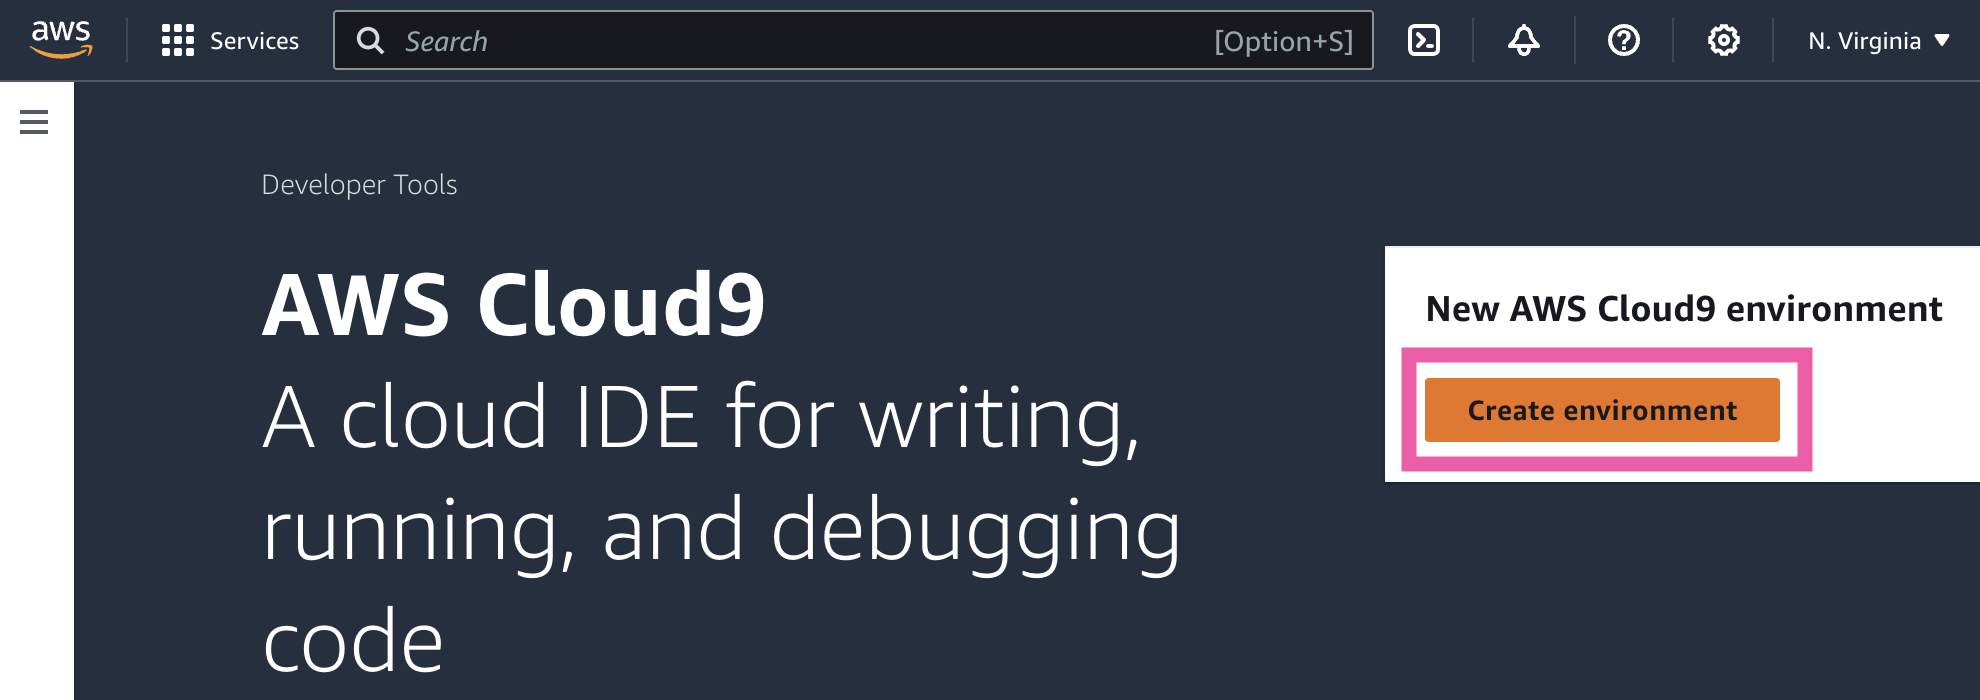 aws
Services
Search
[Option+S]
N. Virginia
Developer Tools
AWS Cloud9
A cloud IDE for writing,
running, and debugging
code
New AWS Cloud9 environment
Create environment